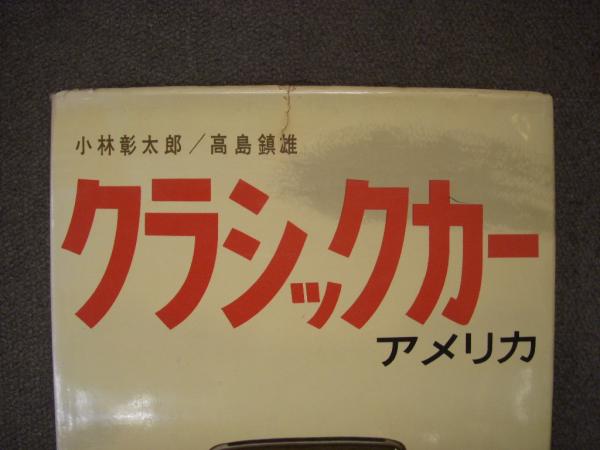 小林彰太郎/高島鎮雄
クラシックカー
アメリカ